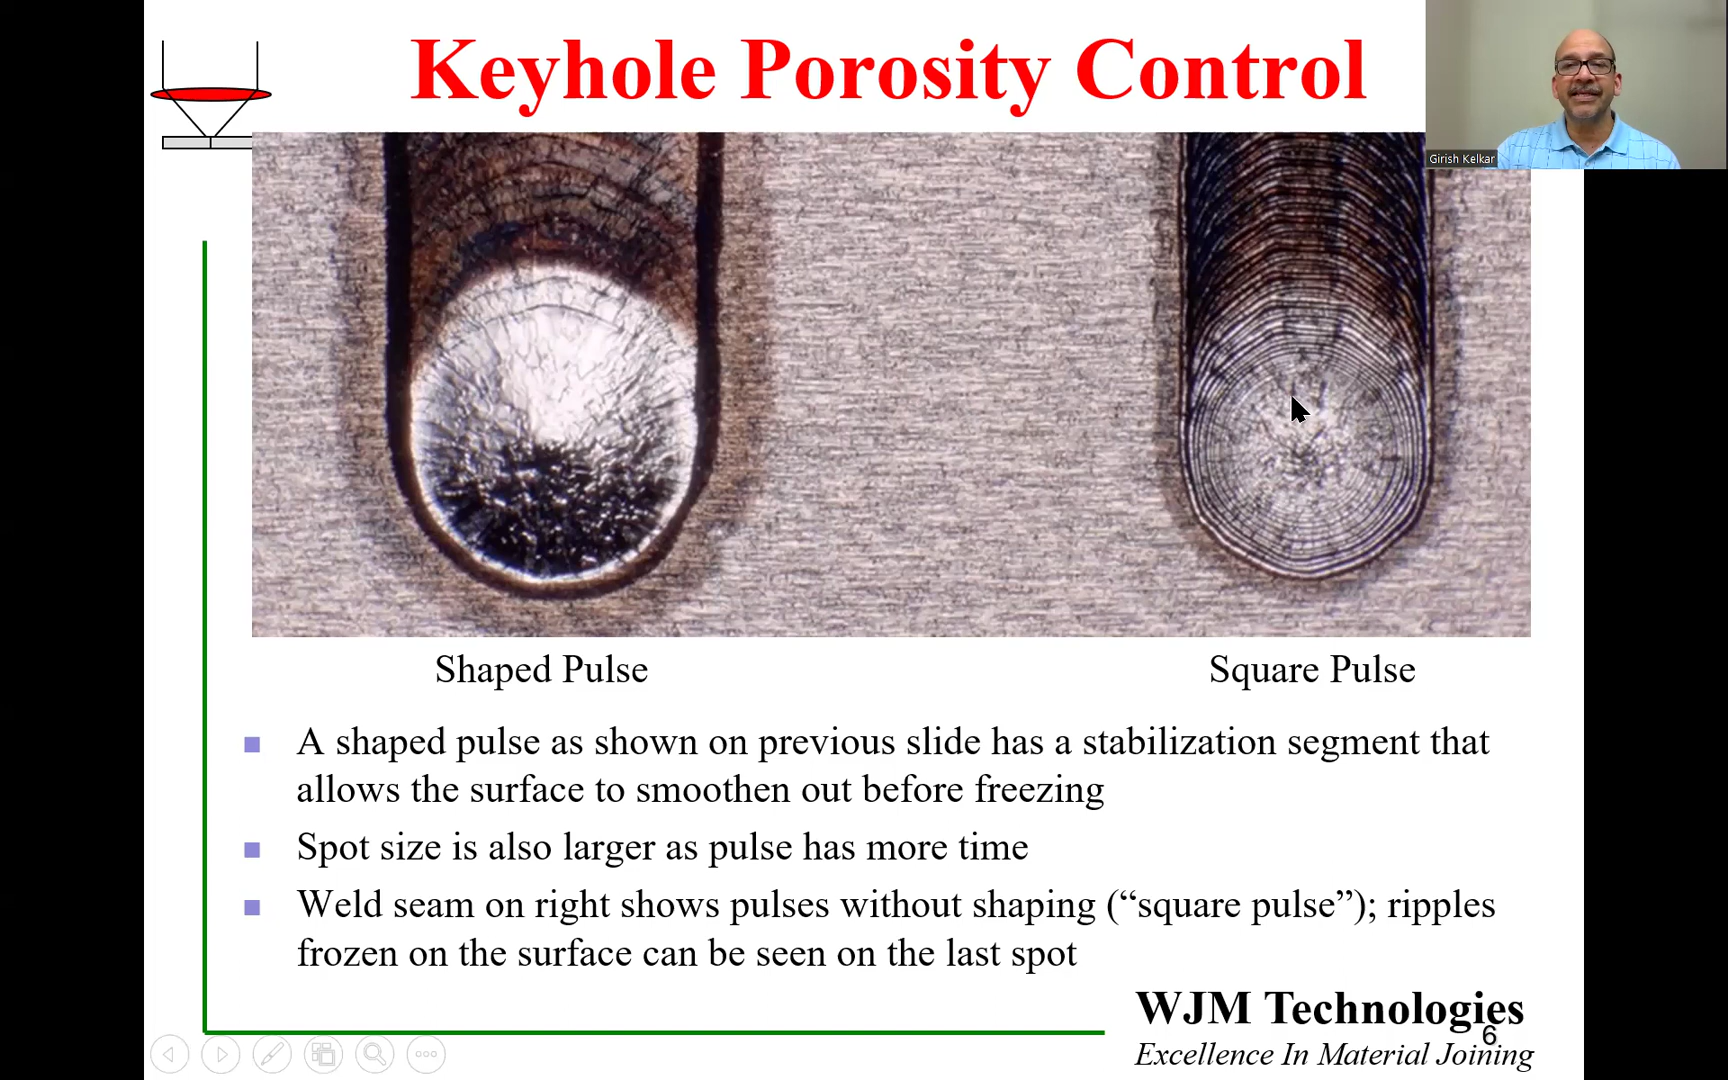 Keyhole Porosity Control
Girish Kelkar
Shaped Pulse
Square Pulse
A shaped pulse as shown on previous slide has a stabilization segment that
allows the surface to smoothen out before freezing
Spot size is also larger as pulse has more time
Weld seam on right shows pulses without shaping (“square pulse”); ripples
frozen on the surface can be seen on the last spot
WJM Technologies
6
Excellence In Material Joining